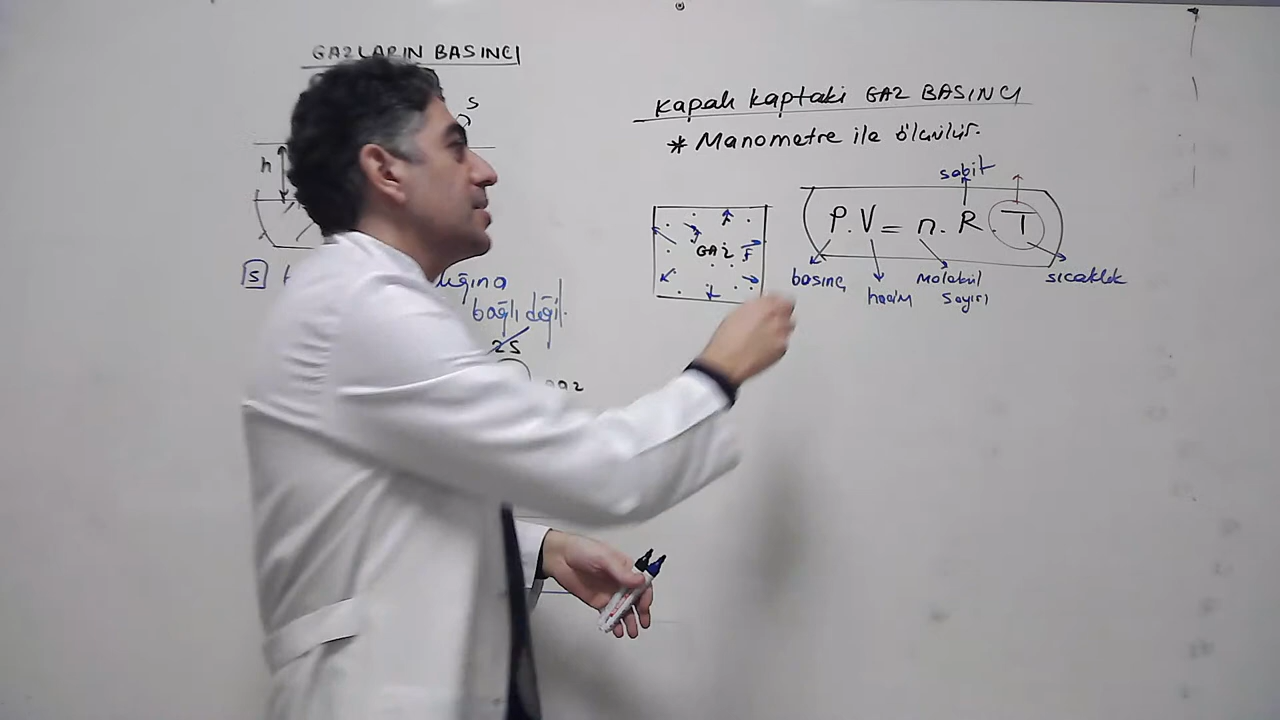 GAZLARIN BASINCI
S
h
S
bağlı değil.
2S
Kapalı kaptaki GAZ BASINCI
* Manometre ile ölçülür.
sabit
P.V = n.R.T
GAZ F
basınç
hacim
molekül
sayısı
sıcaklık